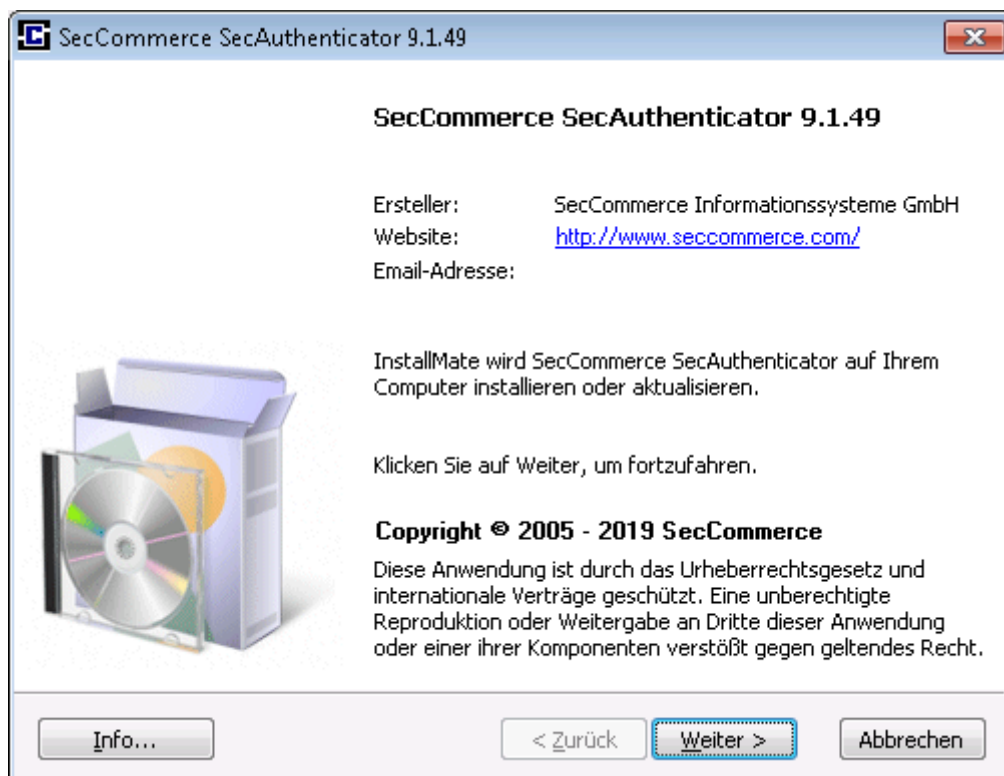 SecCommerce SecAuthenticator 9.1.49
SecCommerce SecAuthenticator 9.1.49
Ersteller: SecCommerce Informationssysteme GmbH
Website: http://www.seccommerce.com/
Email-Adresse:
InstallMate wird SecCommerce SecAuthenticator auf Ihrem
Computer installieren oder aktualisieren.
Klicken Sie auf Weiter, um fortzufahren.
Copyright © 2005 - 2019 SecCommerce
Diese Anwendung ist durch das Urheberrechtsgesetz und
internationale Verträge geschützt. Eine unberechtigte
Reproduktion oder Weitergabe an Dritte dieser Anwendung
oder einer ihrer Komponenten verstößt gegen geltendes Recht.
Info... < Zurück Weiter > Abbrechen